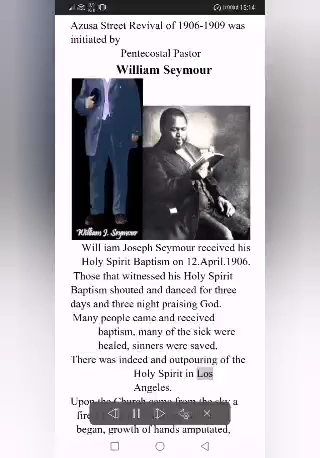 15:14
Azusa Street Revival of 1906-1909 was
initiated by
Pentecostal Pastor
William Seymour
William J. Seymour
Will iam Joseph Seymour received his
Holy Spirit Baptism on 12.April.1906.
Those that witnessed his Holy Spirit
Baptism shouted and danced for three
days and three night praising God.
Many people came and received
baptism, many of the sick were
healed, sinners were saved.
There was indeed and outpouring of the
Holy Spirit in Los
Angeles.
Upon the Church came from the sky a
fire
began, growth of hands amputated,